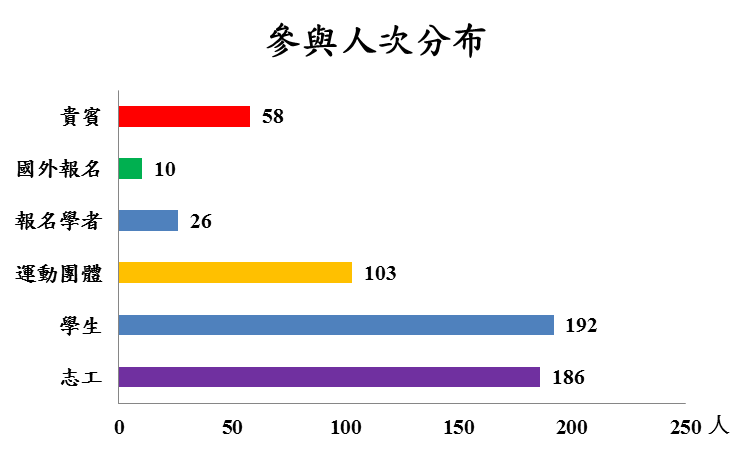 參與人次分布
貴賓 58
國外報名 10
報名學者 26
運動團體 103
學生 192
志工 186
0 50 100 150 200 250 人